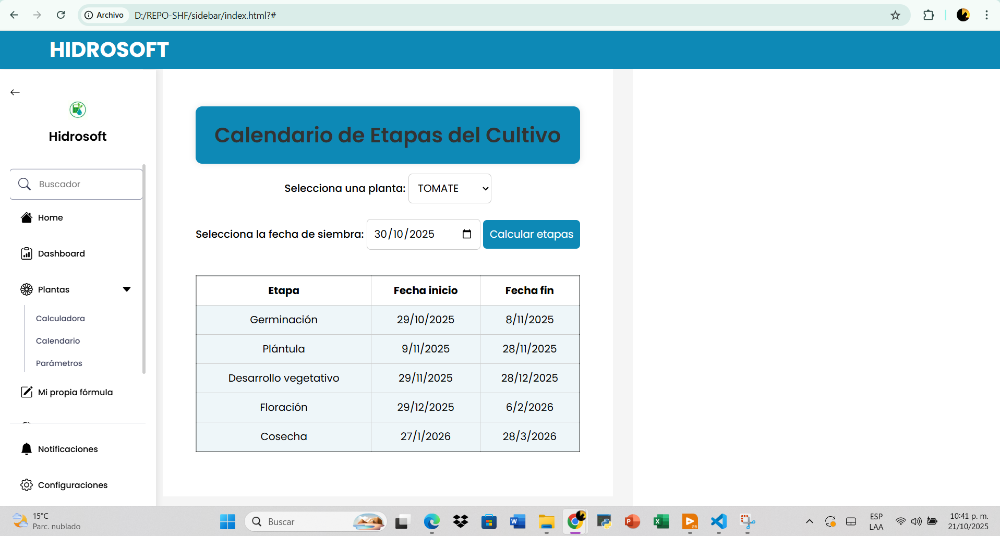 Archivo D:/REPO-SHF/sidebar/index.html?#
HIDROSOFT
Hidrosoft
Buscador
Home
Dashboard
Plantas
Calculadora
Calendario
Parámetros
Mi propia fórmula
Notificaciones
Configuraciones
Calendario de Etapas del Cultivo
Selecciona una planta: TOMATE
Selecciona la fecha de siembra: 30/10/2025 Calcular etapas
Etapa Fecha inicio Fecha fin
Germinación 29/10/2025 8/11/2025
Plántula 9/11/2025 28/11/2025
Desarrollo vegetativo 29/11/2025 28/12/2025
Floración 29/12/2025 6/2/2026
Cosecha 27/1/2026 28/3/2026
15°C
Parc. nublado
Buscar
ESP
LAA
10:41 p. m.
21/10/2025